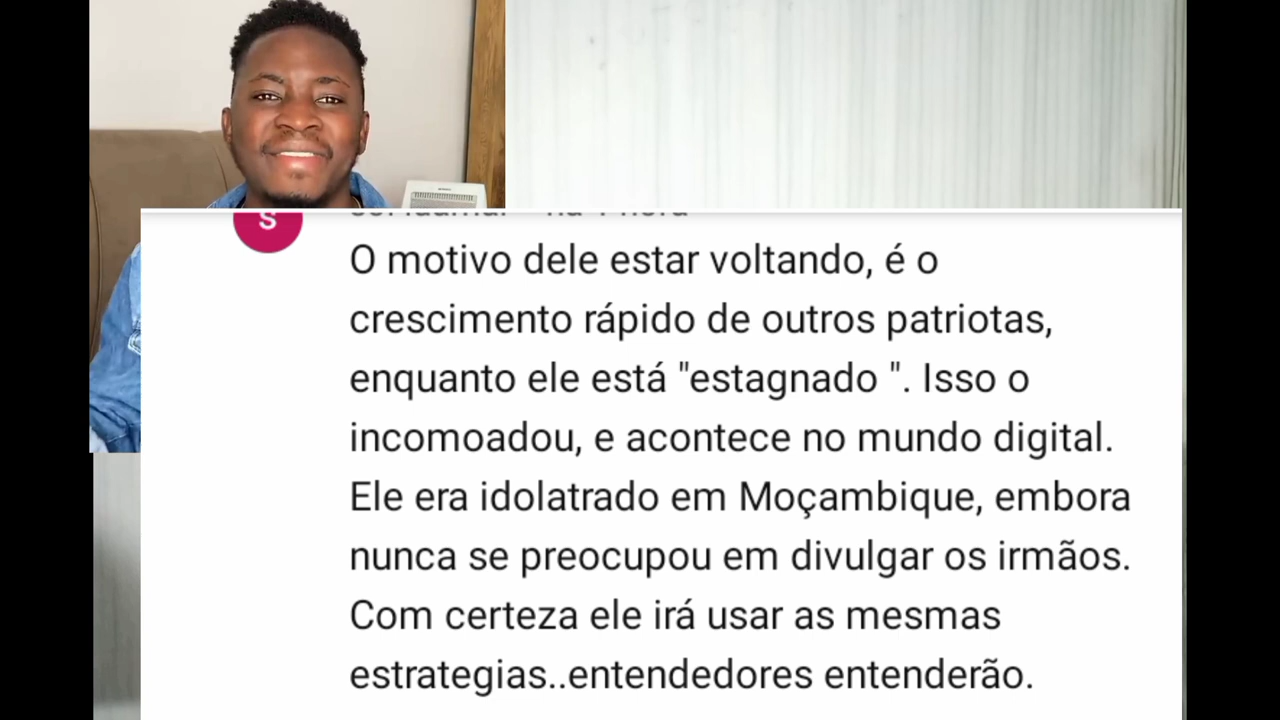 S
O motivo dele estar voltando, é o
crescimento rápido de outros patriotas,
enquanto ele está "estagnado ". Isso o
incomoadou, e acontece no mundo digital.
Ele era idolatrado em Moçambique, embora
nunca se preocupou em divulgar os irmãos.
Com certeza ele irá usar as mesmas
estrategias..entendedores entenderão.